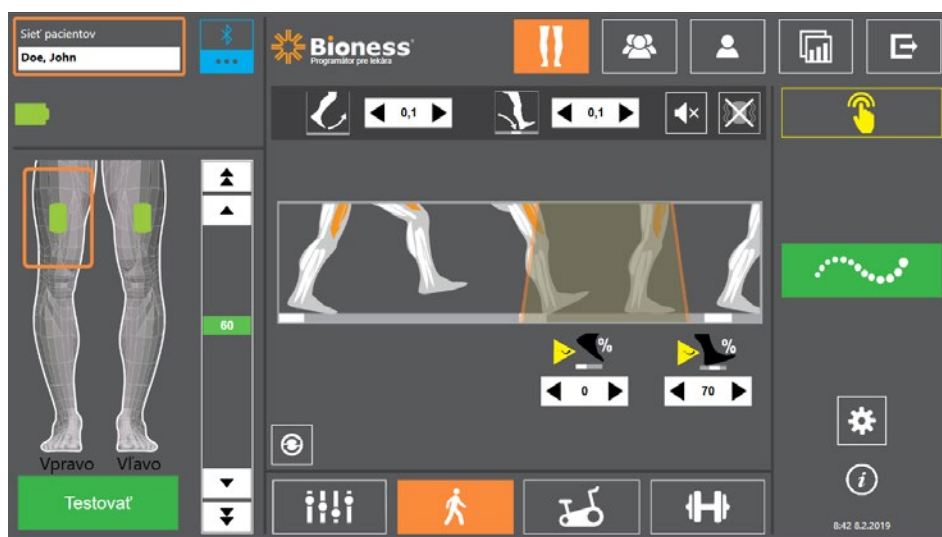 Sieť pacientov
Doe, John
Bioness
Programátor pre lekára
0,1
0,1
60
%
%
0
70
Vpravo
Vľavo
Testovať
i
8:42 8.2.2019